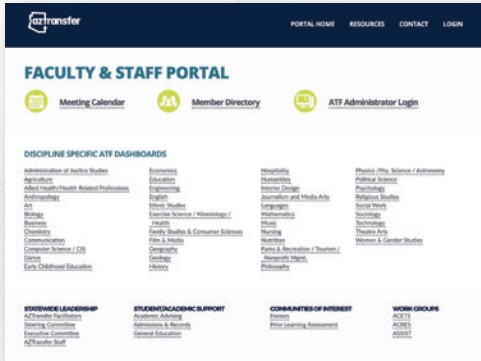 aztransfer
PORTAL HOME
RESOURCES
CONTACT
LOGIN
FACULTY & STAFF PORTAL
Meeting Calendar
Member Directory
ATF Administrator Login
DISCIPLINE SPECIFIC ATF DASHBOARDS
Administration of Justice Studies
Agriculture
Allied Health/Health Related Professions
Anthropology
Art
Biology
Business
Chemistry
Communication
Computer Science / CIS
Dance
Early Childhood Education
Economics
Education
Engineering
English
Ethnic Studies
Exercise Science / Kinesiology /
Health
Family Studies & Consumer Sciences
Film & Media
Geography
Geology
History
Hospitality
Humanities
Interior Design
Journalism and Media Arts
Languages
Mathematics
Music
Nursing
Nutrition
Parks & Recreation / Tourism /
Nonprofit Mgmt.
Philosophy
Physics /Phy. Science / Astronomy
Political Science
Psychology
Religious Studies
Social Work
Sociology
Technology
Theatre Arts
Women & Gender Studies
STATEWIDE LEADERSHIP
AZTransfer Facilitators
Steering Committee
Executive Committee
AZTransfer Staff
STUDENT/ACADEMIC SUPPORT
Academic Advising
Admissions & Records
General Education
COMMUNITIES OF INTEREST
Honors
Prior Learning Assessment
WORK GROUPS
ACETS
ACRES
ASSIST